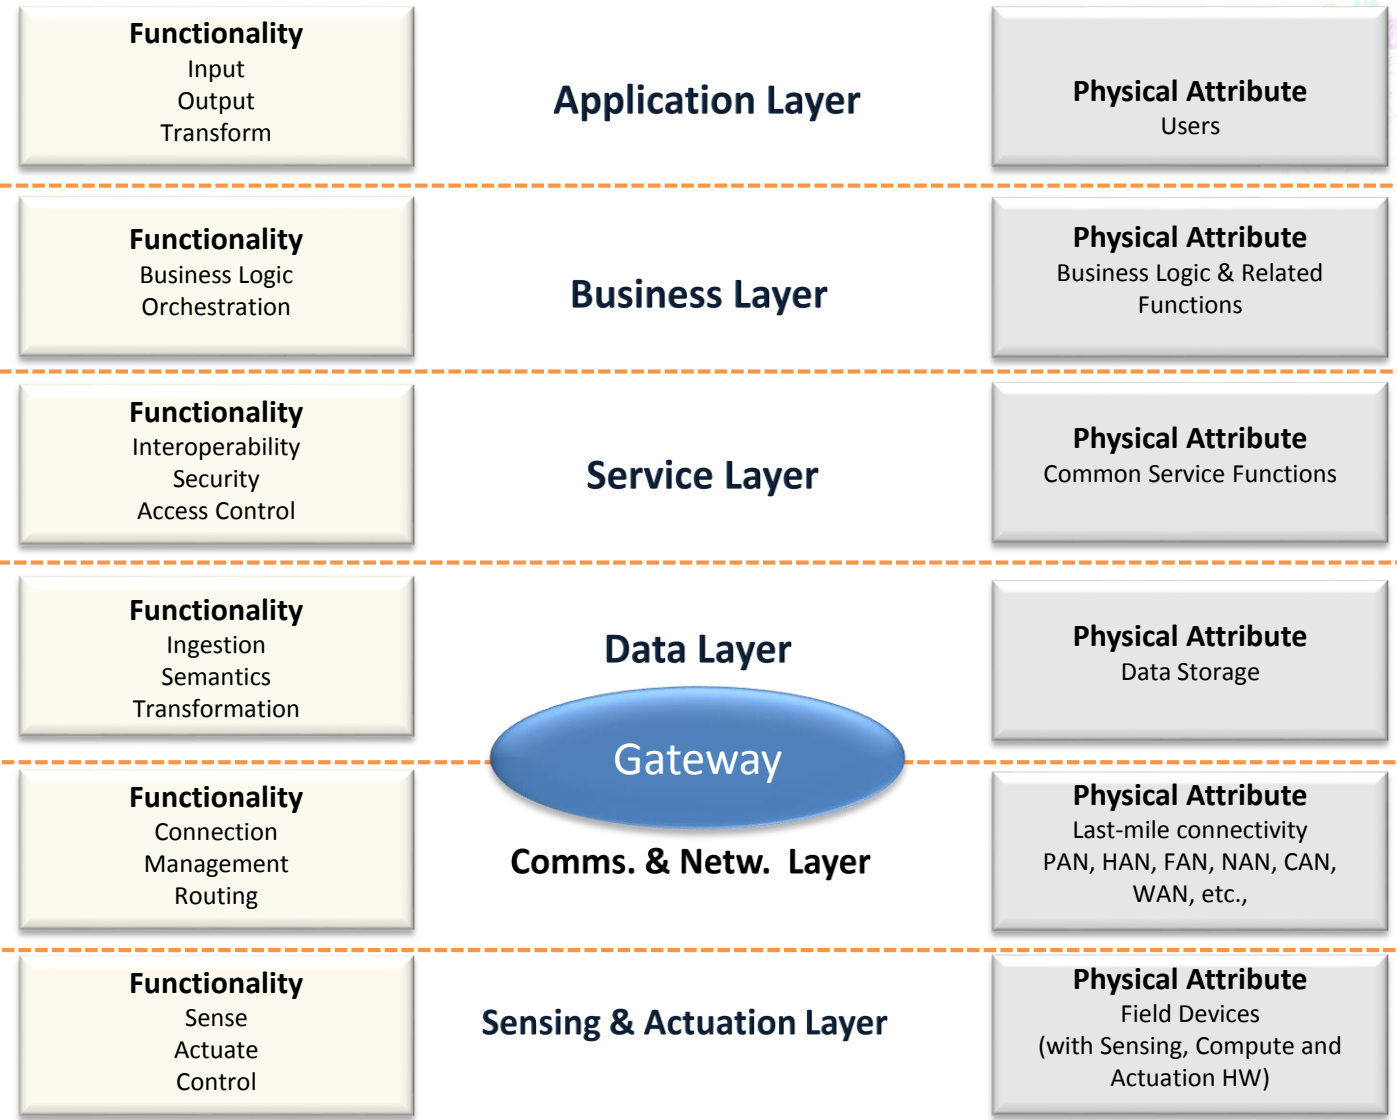 Functionality
Input
Output
Transform
Application Layer
Physical Attribute
Users
Functionality
Business Logic
Orchestration
Business Layer
Physical Attribute
Business Logic & Related
Functions
Functionality
Interoperability
Security
Access Control
Service Layer
Physical Attribute
Common Service Functions
Functionality
Ingestion
Semantics
Transformation
Data Layer
Physical Attribute
Data Storage
Gateway
Functionality
Connection
Management
Routing
Comms. & Netw. Layer
Physical Attribute
Last-mile connectivity
PAN, HAN, FAN, NAN, CAN,
WAN, etc.,
Functionality
Sense
Actuate
Control
Sensing & Actuation Layer
Physical Attribute
Field Devices
(with Sensing, Compute and
Actuation HW)